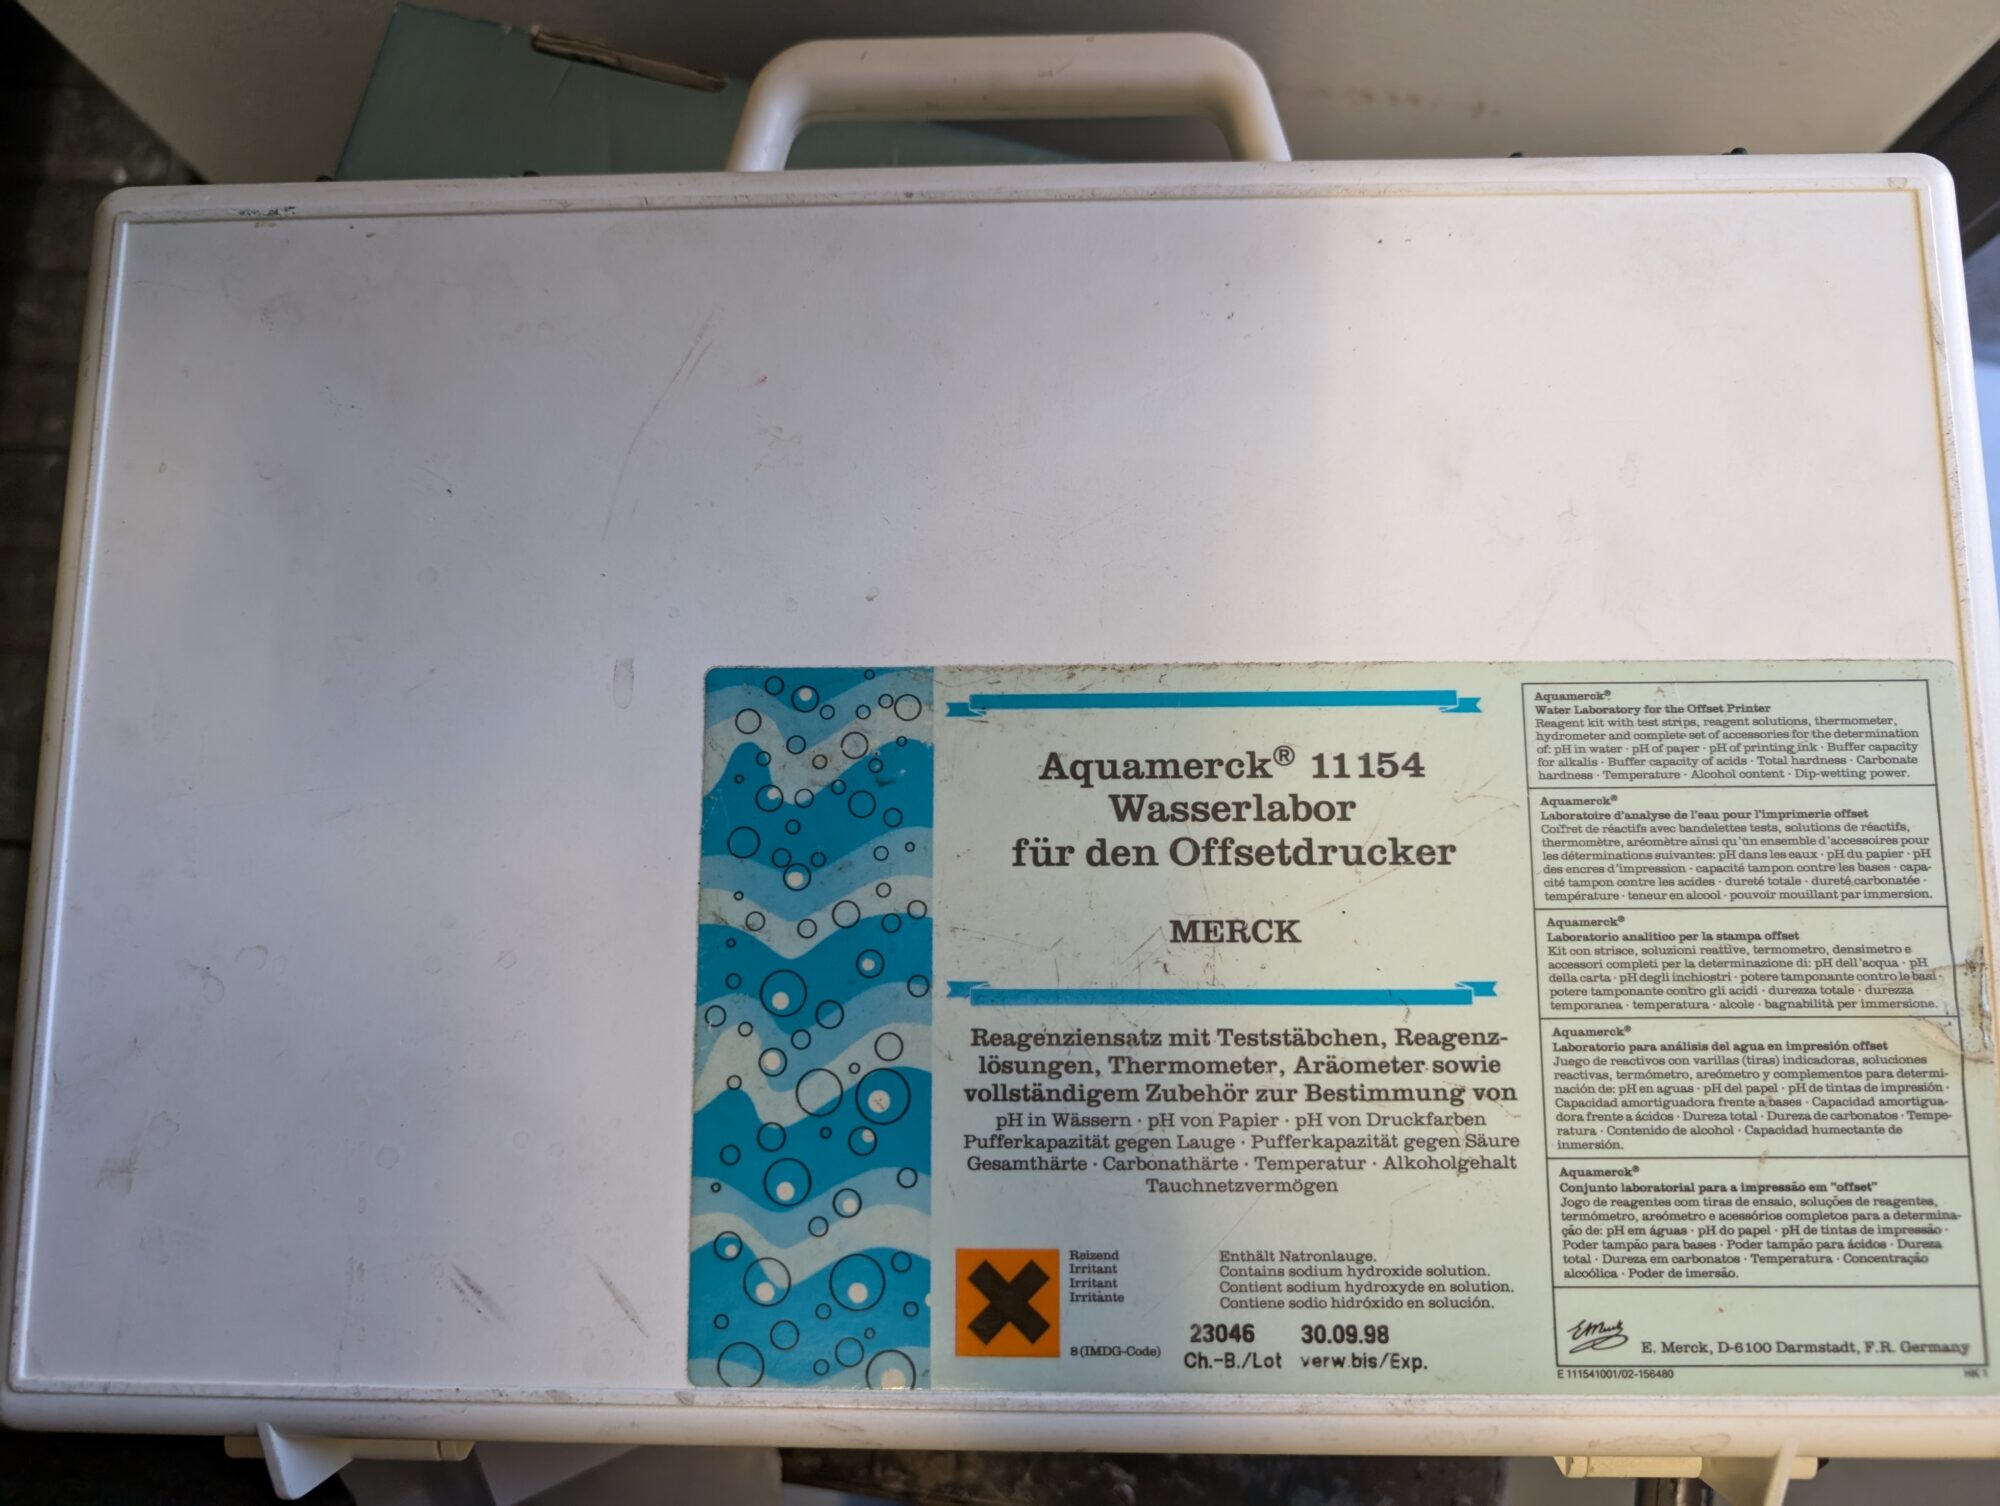 Aquamerck® 11154
Wasserlabor
für den Offsetdrucker
MERCK
Reagenziensatz mit Teststäbchen, Reagenz-
lösungen, Thermometer, Aräometer sowie
vollständigem Zubehör zur Bestimmung von
pH in Wässern · pH von Papier · pH von Druckfarben
Pufferkapazität gegen Lauge · Pufferkapazität gegen Säure
Gesamthärte · Carbonathärte · Temperatur · Alkoholgehalt
Tauchnetzvermögen
Reizend
Irritant
Irritant
Irritante
8 (IMDG-Code)
Enthält Natronlauge.
Contains sodium hydroxide solution.
Contient sodium hydroxyde en solution.
Contiene sodio hidróxido en solución.
23046 30.09.98
Ch.-B./Lot verw.bis/Exp.
Aquamerck®
Water Laboratory for the Offset Printer
Reagent kit with test strips, reagent solutions, thermometer,
hydrometer and complete set of accessories for the determination
of: pH in water · pH of paper · pH of printing ink · Buffer capacity
for alkalis · Buffer capacity of acids · Total hardness · Carbonate
hardness · Temperature · Alcohol content · Dip-wetting power.
Aquamerck®
Laboratoire d'analyse de l'eau pour l'imprimerie offset
Coffret de réactifs avec bandelettes tests, solutions de réactifs,
thermomètre, aréomètre ainsi qu'un ensemble d'accessoires pour
les déterminations suivantes: pH dans les eaux · pH du papier · pH
des encres d'impression · capacité tampon contre les bases · capa-
cité tampon contre les acides · dureté totale · dureté carbonatée ·
température · teneur en alcool · pouvoir mouillant par immersion.
Aquamerck®
Laboratorio analitico per la stampa offset
Kit con strisce, soluzioni reattive, termometro, densimetro e
accessori completi per la determinazione di: pH dell'acqua · pH
della carta · pH degli inchiostri · potere tamponante contro le basi ·
potere tamponante contro gli acidi · durezza totale · durezza
temporanea · temperatura · alcole · bagnabilità per immersione.
Aquamerck®
Laboratorio para análisis del agua en impresión offset
Juego de reactivos con varillas (tiras) indicadoras, soluciones
reactivas, termómetro, areómetro y complementos para determi-
nación de: pH en aguas · pH del papel · pH de tintas de impresión ·
Capacidad amortiguadora frente a bases · Capacidad amortigua-
dora frente a ácidos · Dureza total · Dureza de carbonatos · Tempe-
ratura · Contenido de alcohol · Capacidad humectante de
inmersión.
Aquamerck®
Conjunto laboratorial para a impressão em "offset"
Jogo de reagentes com tiras de ensaio, soluções de reagentes,
termómetro, areómetro e acessórios completos para a determina-
ção de: pH em águas · pH do papel · pH de tintas de impressão ·
Poder tampão para bases · Poder tampão para ácidos · Dureza
total · Dureza em carbonatos · Temperatura · Concentração
alcoólica · Poder de imersão.
E. Merck, D-6100 Darmstadt, F.R. Germany
E 111541001/02-156480